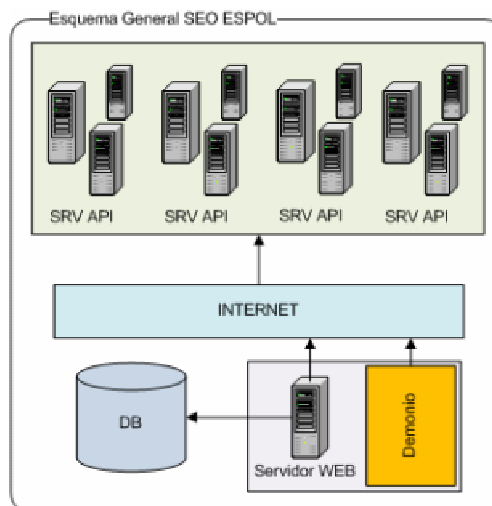 Esquema General SEO ESPOL
SRV API
SRV API
SRV API
SRV API
INTERNET
DB
Servidor WEB
Demonio